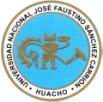 UNIVERSIDAD NACIONAL JOSÉ FAUSTINO SÁNCHEZ CARRIÓN
• HUACHO •